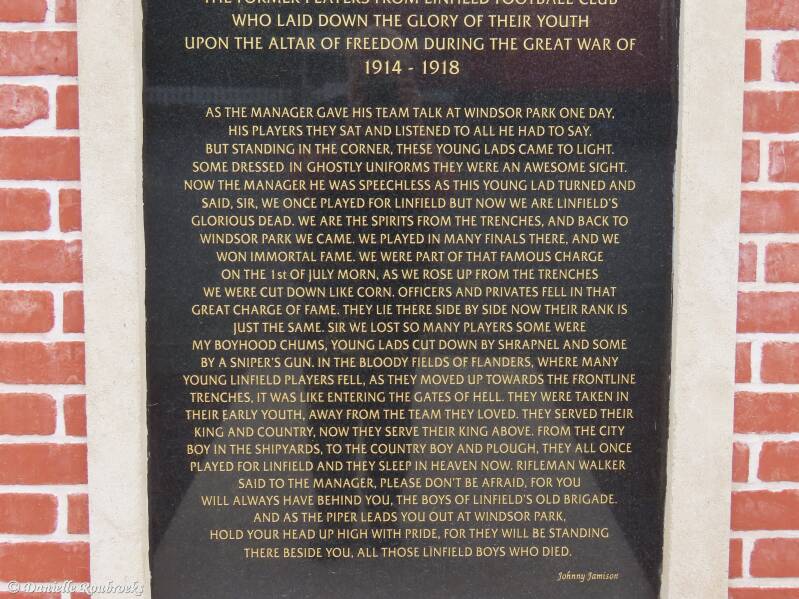 THE FORMER PLAYERS FROM LINFIELD FOOTBALL CLUB
WHO LAID DOWN THE GLORY OF THEIR YOUTH
UPON THE ALTAR OF FREEDOM DURING THE GREAT WAR OF
1914 - 1918
AS THE MANAGER GAVE HIS TEAM TALK AT WINDSOR PARK ONE DAY,
HIS PLAYERS THEY SAT AND LISTENED TO ALL HE HAD TO SAY.
BUT STANDING IN THE CORNER, THESE YOUNG LADS CAME TO LIGHT.
SOME DRESSED IN GHOSTLY UNIFORMS THEY WERE AN AWESOME SIGHT.
NOW THE MANAGER HE WAS SPEECHLESS AS THIS YOUNG LAD TURNED AND
SAID, SIR, WE ONCE PLAYED FOR LINFIELD BUT NOW WE ARE LINFIELD'S
GLORIOUS DEAD. WE ARE THE SPIRITS FROM THE TRENCHES, AND BACK TO
WINDSOR PARK WE CAME. WE PLAYED IN MANY FINALS THERE, AND WE
WON IMMORTAL FAME. WE WERE PART OF THAT FAMOUS CHARGE
ON THE 1st OF JULY MORN, AS WE ROSE UP FROM THE TRENCHES
WE WERE CUT DOWN LIKE CORN. OFFICERS AND PRIVATES FELL IN THAT
GREAT CHARGE OF FAME. THEY LIE THERE SIDE BY SIDE NOW THEIR RANK IS
JUST THE SAME. SIR WE LOST SO MANY PLAYERS SOME WERE
MY BOYHOOD CHUMS, YOUNG LADS CUT DOWN BY SHRAPNEL AND SOME
BY A SNIPER'S GUN. IN THE BLOODY FIELDS OF FLANDERS, WHERE MANY
YOUNG LINFIELD PLAYERS FELL, AS THEY MOVED UP TOWARDS THE FRONTLINE
TRENCHES, IT WAS LIKE ENTERING THE GATES OF HELL. THEY WERE TAKEN IN
THEIR EARLY YOUTH, AWAY FROM THE TEAM THEY LOVED. THEY SERVED THEIR
KING AND COUNTRY, NOW THEY SERVE THEIR KING ABOVE. FROM THE CITY
BOY IN THE SHIPYARDS, TO THE COUNTRY BOY AND PLOUGH, THEY ALL ONCE
PLAYED FOR LINFIELD AND THEY SLEEP IN HEAVEN NOW. RIFLEMAN WALKER
SAID TO THE MANAGER, PLEASE DON'T BE AFRAID, FOR YOU
WILL ALWAYS HAVE BEHIND YOU, THE BOYS OF LINFIELD'S OLD BRIGADE.
AND AS THE PIPER LEADS YOU OUT AT WINDSOR PARK,
HOLD YOUR HEAD UP HIGH WITH PRIDE, FOR THEY WILL BE STANDING
THERE BESIDE YOU, ALL THOSE LINFIELD BOYS WHO DIED.
Johnny Jamison
© Danielle Roubroeks